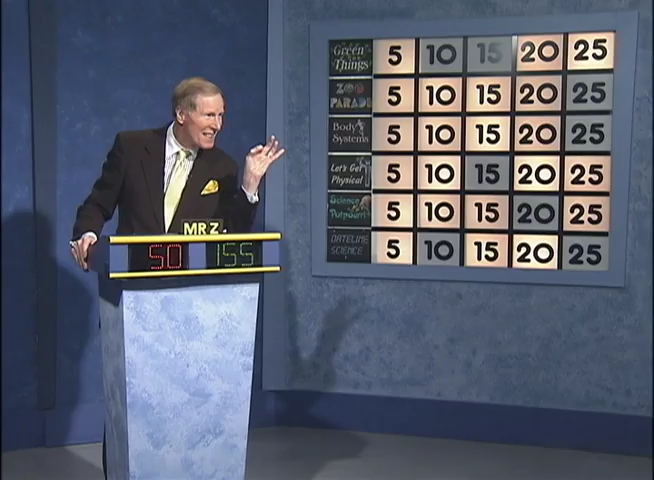 Green
Things
5 10 15 20 25
ZOO
PARADE
5 10 15 20 25
Body
Systems
5 10 15 20 25
Let's Get
Physical
5 10 15 20 25
Science
Potpourri
5 10 15 20 25
DATELINE
SCIENCE
5 10 15 20 25
MR Z.
50 155